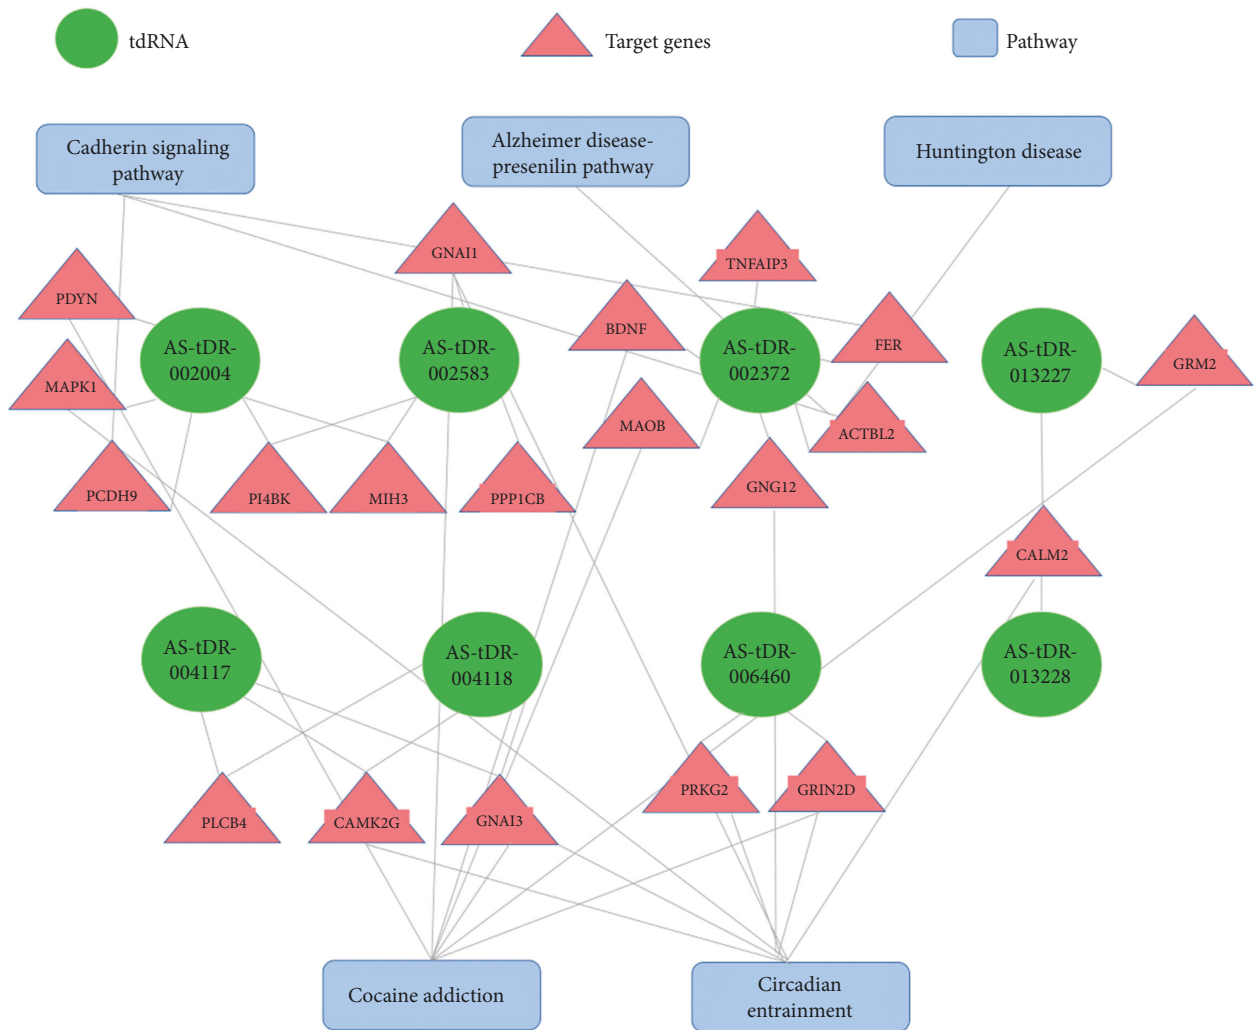 tdRNA
Target genes
Pathway
Cadherin signaling
pathway
Alzheimer disease-
presenilin pathway
Huntington disease
GNAI1
TNFAIP3
PDYN
BDNF
FER
GRM2
MAPK1
AS-tDR-
002004
AS-tDR-
002583
AS-tDR-
002372
AS-tDR-
013227
MAOB
ACTBL2
PCDH9
PI4BK
MIH3
PPP1CB
GNG12
CALM2
AS-tDR-
004117
AS-tDR-
004118
AS-tDR-
006460
AS-tDR-
013228
PLCB4
CAMK2G
GNAI3
PRKG2
GRIN2D
Cocaine addiction
Circadian
entrainment